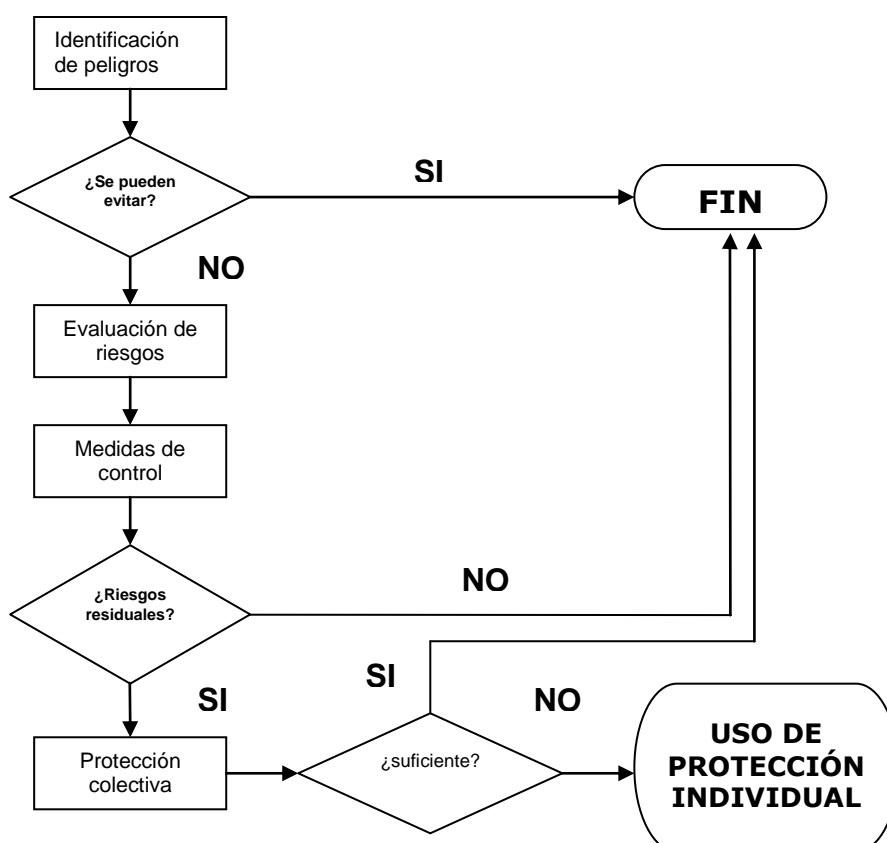 Identificación
de peligros
¿Se pueden
evitar?
SI
FIN
NO
Evaluación de
riesgos
Medidas de
control
¿Riesgos
residuales?
NO
SI
Protección
colectiva
¿suficiente?
SI
NO
USO DE
PROTECCIÓN
INDIVIDUAL